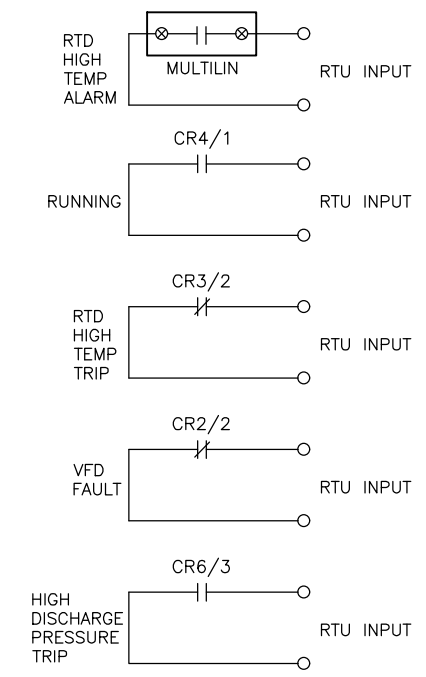 RTD
HIGH
TEMP
ALARM
MULTILIN
RTU INPUT
CR4/1
RUNNING
RTU INPUT
CR3/2
RTD
HIGH
TEMP
TRIP
RTU INPUT
CR2/2
VFD
FAULT
RTU INPUT
CR6/3
HIGH
DISCHARGE
PRESSURE
TRIP
RTU INPUT